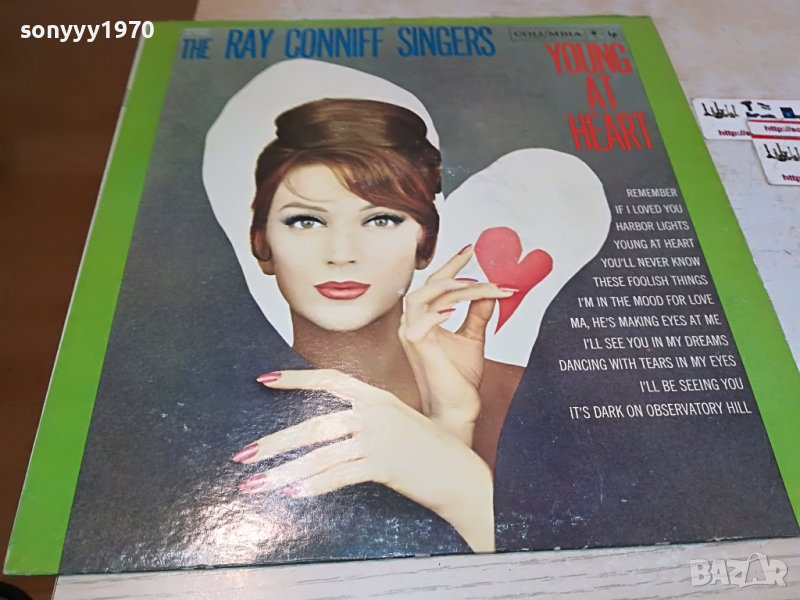 sonyyy1970
THE RAY CONNIFF SINGERS
COLUMBIA
YOUNG
AT
HEART
REMEMBER
IF I LOVED YOU
HARBOR LIGHTS
YOUNG AT HEART
YOU'LL NEVER KNOW
THESE FOOLISH THINGS
I'M IN THE MOOD FOR LOVE
MA, HE'S MAKING EYES AT ME
I'LL SEE YOU IN MY DREAMS
DANCING WITH TEARS IN MY EYES
I'LL BE SEEING YOU
IT'S DARK ON OBSERVATORY HILL
BAZAR